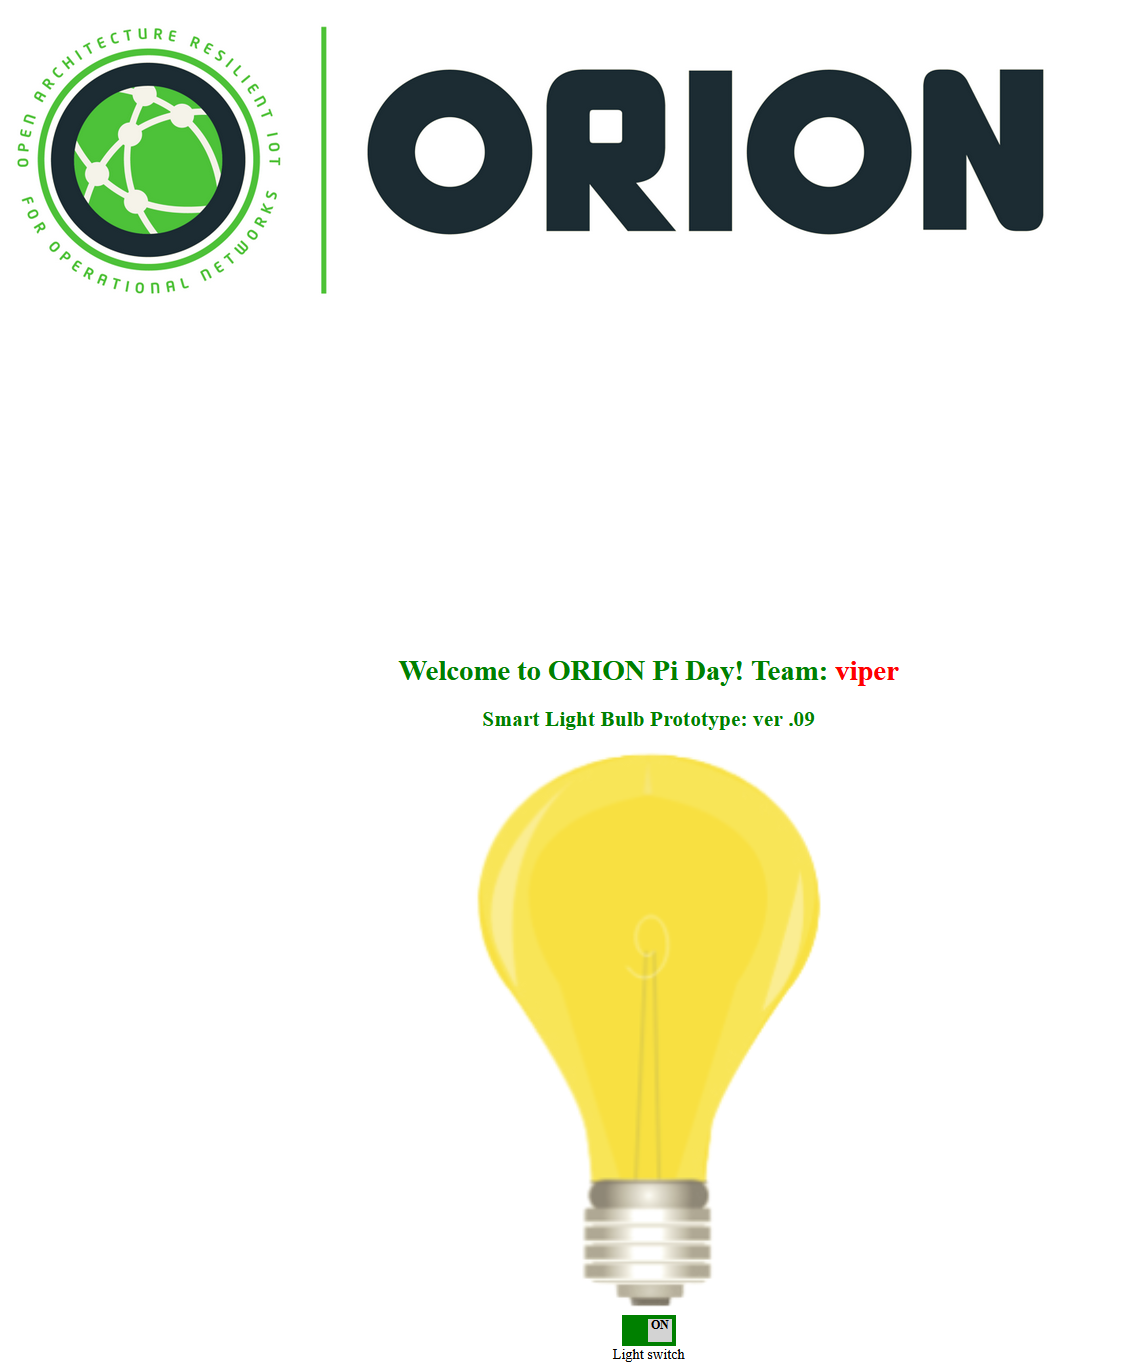 OPEN ARCHITECTURE RESILIENT IOT
FOR OPERATIONAL NETWORKS
ORION
Welcome to ORION Pi Day! Team: viper
Smart Light Bulb Prototype: ver .09
ON
Light switch